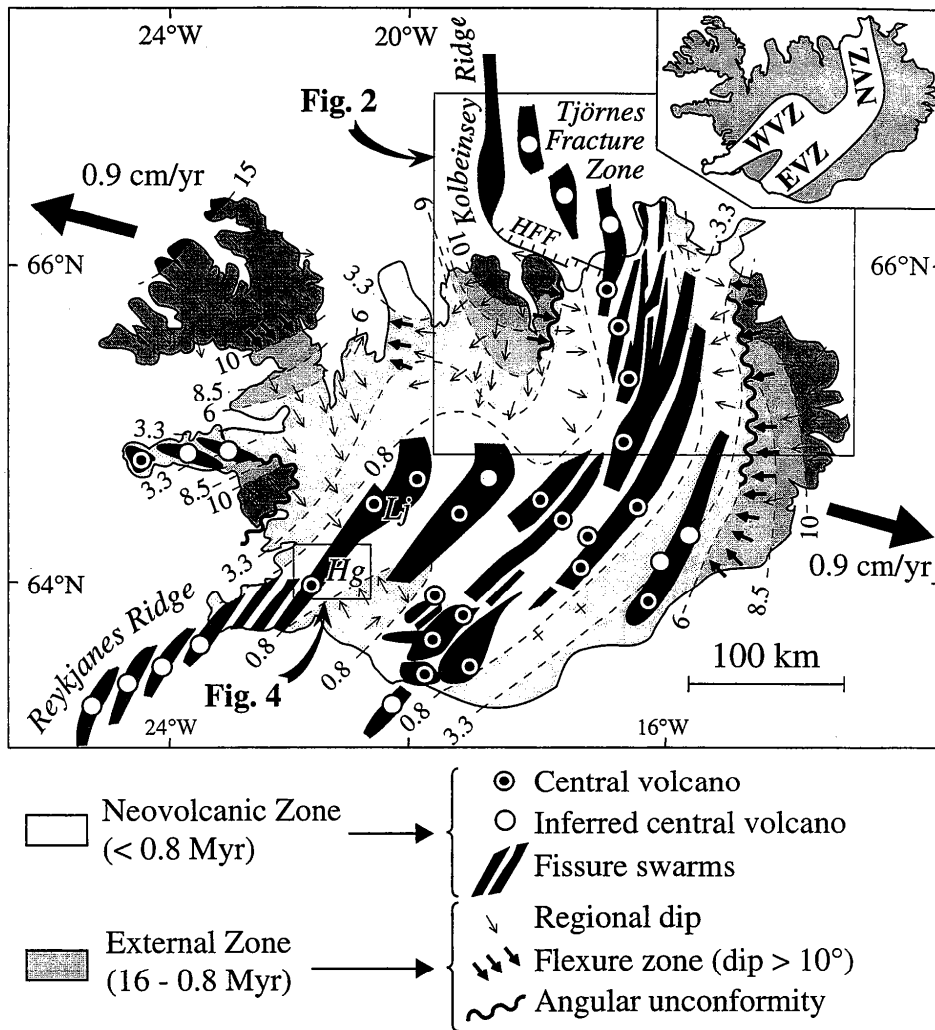 24°W
20°W
Fig. 2
Kolbeinsey Ridge
Tjörnes
Fracture
Zone
NVZ
WVZ
EVZ
0.9 cm/yr
15
9
10
HFF
3.3
66°N
66°N
3.3
6
10
8.5
6
3.3
3.3
8.5
10
0.8
Lj
10
0.9 cm/yr
64°N
3.3
Hg
6
8.5
Reykjanes Ridge
0.8
0.8
Fig. 4
0.8
3.3
100 km
24°W
16°W
Neovolcanic Zone
(< 0.8 Myr)
Central volcano
Inferred central volcano
Fissure swarms
External Zone
(16 - 0.8 Myr)
Regional dip
Flexure zone (dip > 10°)
Angular unconformity